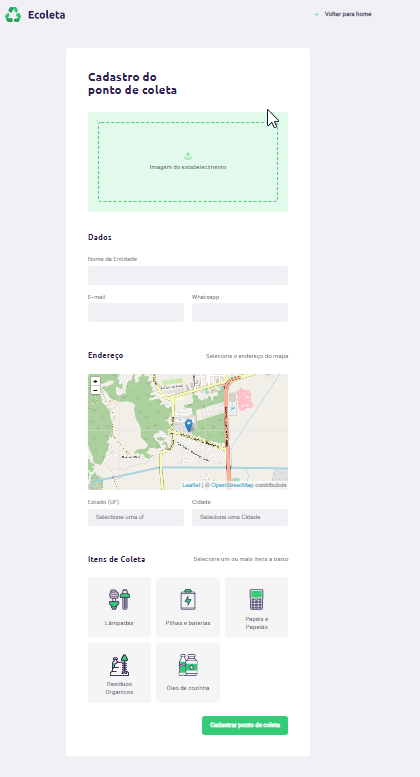 Ecoleta
← Voltar para home
Cadastro do
ponto de coleta
Imagem do estabelecimento
Dados
Nome da Entidade
E-mail Whatsapp
Endereço Selecione o endereço do mapa
+
−
Leaflet | © OpenStreetMap contributors
Estado (UF) Cidade
Selecione uma uf Selecione uma Cidade
Itens de Coleta Selecione um ou mais itens a baixo
Lâmpadas
Pilhas e baterias
Papéis e
Papelão
Resíduos
Orgânicos
Óleo de cozinha
Cadastrar ponto de coleta